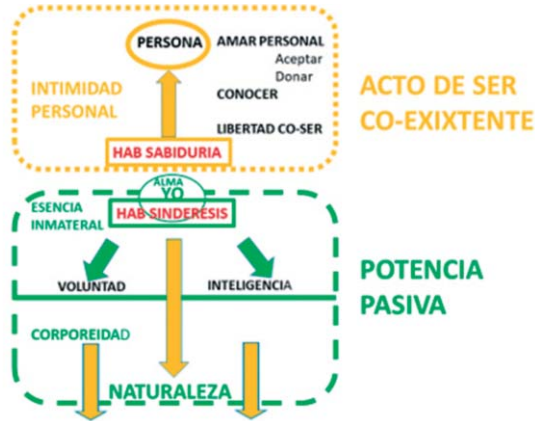 PERSONA
AMAR PERSONAL
Aceptar
Donar
INTIMIDAD
PERSONAL
CONOCER
LIBERTAD CO-SER
HAB SABIDURIA
ACTO DE SER
CO-EXIXTENTE
ALMA
YO
ESENCIA
INMATERIAL
HAB SINDERESIS
VOLUNTAD
INTELIGENCIA
POTENCIA
PASIVA
CORPOREIDAD
NATURALEZA